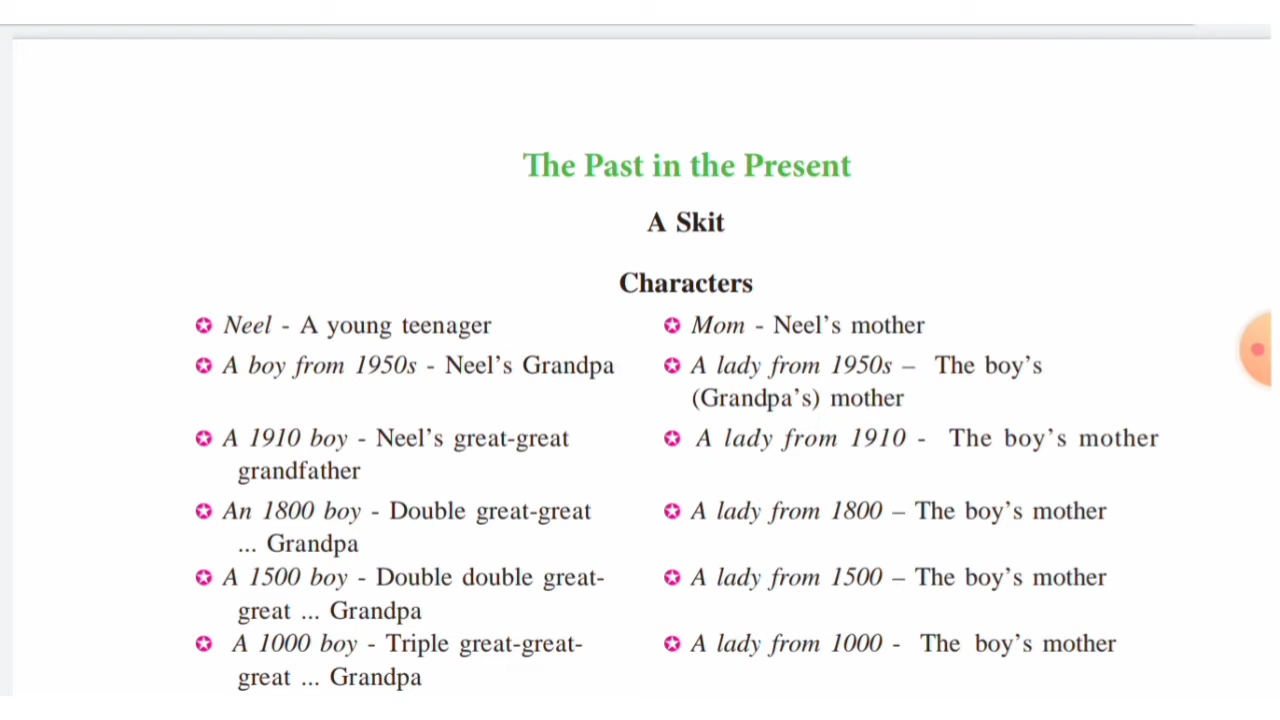 The Past in the Present
A Skit
Characters
✪ Neel - A young teenager
✪ Mom - Neel's mother
✪ A boy from 1950s - Neel's Grandpa
✪ A lady from 1950s – The boy's
(Grandpa's) mother
✪ A 1910 boy - Neel's great-great
grandfather
✪ A lady from 1910 - The boy's mother
✪ An 1800 boy - Double great-great
... Grandpa
✪ A lady from 1800 – The boy's mother
✪ A 1500 boy - Double double great-
great ... Grandpa
✪ A lady from 1500 – The boy's mother
✪ A 1000 boy - Triple great-great-
great ... Grandpa
✪ A lady from 1000 - The boy's mother